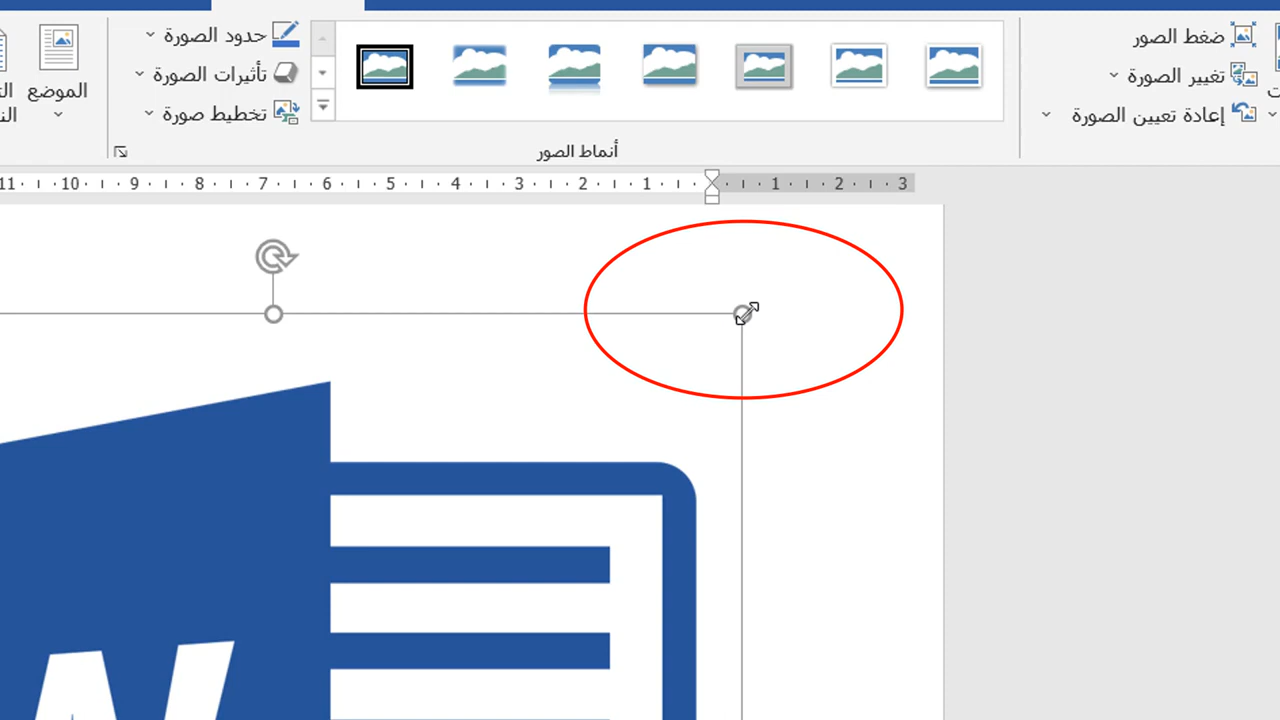 ضغط الصور
تغيير الصورة
إعادة تعيين الصورة
حدود الصورة
تأثيرات الصورة
تخطيط صورة
الموضع
أنماط الصور
11 10 9 8 7 6 5 4 3 2 1 1 2 3
W